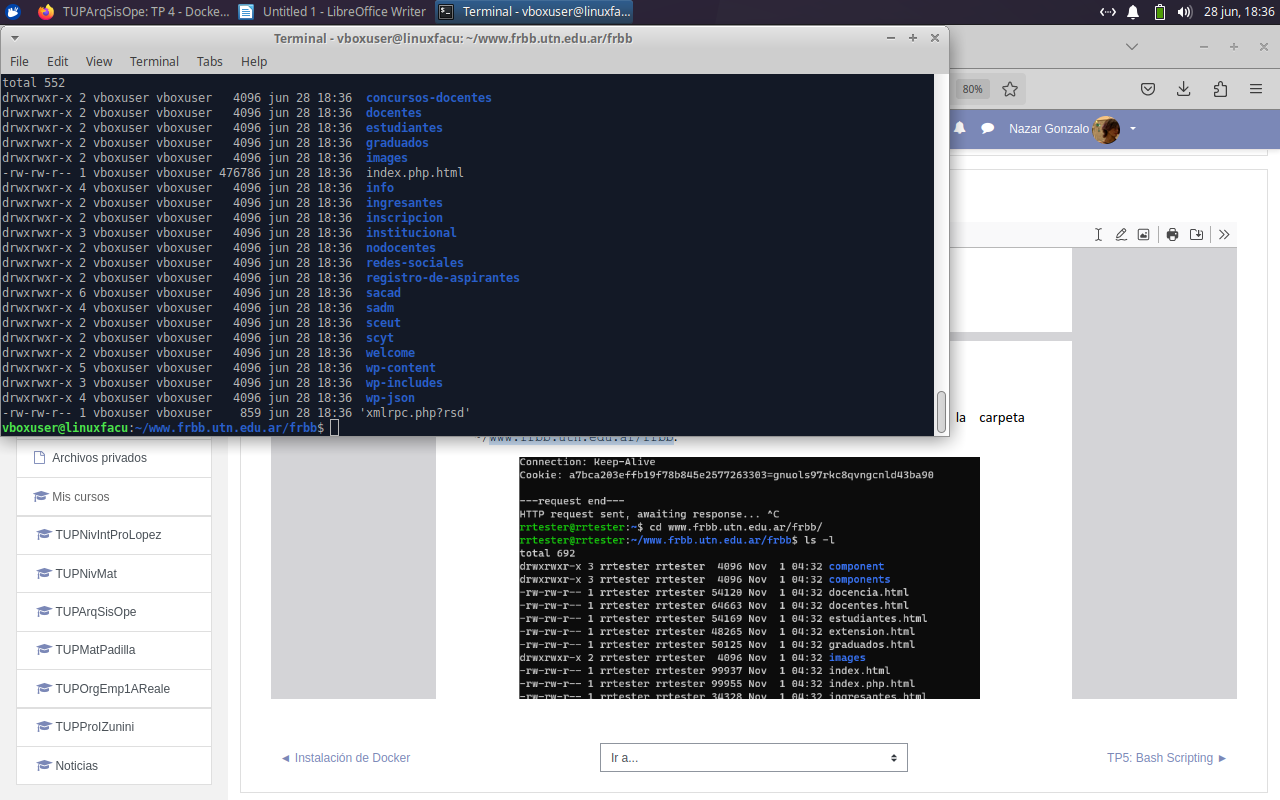 TUPArqSisOpe: TP 4 - Docke...
Untitled 1 - LibreOffice Writer
Terminal - vboxuser@linuxfa...
28 jun, 18:36
Terminal - vboxuser@linuxfacu: ~/www.frbb.utn.edu.ar/frbb
File Edit View Terminal Tabs Help
total 552
drwxrwxr-x 2 vboxuser vboxuser   4096 jun 28 18:36  concursos-docentes
drwxrwxr-x 2 vboxuser vboxuser   4096 jun 28 18:36  docentes
drwxrwxr-x 2 vboxuser vboxuser   4096 jun 28 18:36  estudiantes
drwxrwxr-x 2 vboxuser vboxuser   4096 jun 28 18:36  graduados
drwxrwxr-x 2 vboxuser vboxuser   4096 jun 28 18:36  images
-rw-rw-r-- 1 vboxuser vboxuser 476786 jun 28 18:36  index.php.html
drwxrwxr-x 4 vboxuser vboxuser   4096 jun 28 18:36  info
drwxrwxr-x 2 vboxuser vboxuser   4096 jun 28 18:36  ingresantes
drwxrwxr-x 2 vboxuser vboxuser   4096 jun 28 18:36  inscripcion
drwxrwxr-x 3 vboxuser vboxuser   4096 jun 28 18:36  institucional
drwxrwxr-x 2 vboxuser vboxuser   4096 jun 28 18:36  nodocentes
drwxrwxr-x 2 vboxuser vboxuser   4096 jun 28 18:36  redes-sociales
drwxrwxr-x 2 vboxuser vboxuser   4096 jun 28 18:36  registro-de-aspirantes
drwxrwxr-x 6 vboxuser vboxuser   4096 jun 28 18:36  sacad
drwxrwxr-x 4 vboxuser vboxuser   4096 jun 28 18:36  sadm
drwxrwxr-x 2 vboxuser vboxuser   4096 jun 28 18:36  sceut
drwxrwxr-x 2 vboxuser vboxuser   4096 jun 28 18:36  scyt
drwxrwxr-x 2 vboxuser vboxuser   4096 jun 28 18:36  welcome
drwxrwxr-x 5 vboxuser vboxuser   4096 jun 28 18:36  wp-content
drwxrwxr-x 3 vboxuser vboxuser   4096 jun 28 18:36  wp-includes
drwxrwxr-x 4 vboxuser vboxuser   4096 jun 28 18:36  wp-json
-rw-rw-r-- 1 vboxuser vboxuser    859 jun 28 18:36 'xmlrpc.php?rsd'
vboxuser@linuxfacu:~/www.frbb.utn.edu.ar/frbb$
80%
Nazar Gonzalo
la carpeta
~/www.frbb.utn.edu.ar/frbb.
Connection: Keep-Alive
Cookie: a7bca203effb19f78b845e2577263303=gnuols97rkc8qvngcnld43ba90
---request end---
HTTP request sent, awaiting response... ^C
rrtester@rrtester:~$ cd www.frbb.utn.edu.ar/frbb/
rrtester@rrtester:~/www.frbb.utn.edu.ar/frbb$ ls -l
total 692
drwxrwxr-x 3 rrtester rrtester  4096 Nov  1 04:32 component
drwxrwxr-x 3 rrtester rrtester  4096 Nov  1 04:32 components
-rw-rw-r-- 1 rrtester rrtester 54120 Nov  1 04:32 docencia.html
-rw-rw-r-- 1 rrtester rrtester 64663 Nov  1 04:32 docentes.html
-rw-rw-r-- 1 rrtester rrtester 54169 Nov  1 04:32 estudiantes.html
-rw-rw-r-- 1 rrtester rrtester 48265 Nov  1 04:32 extension.html
-rw-rw-r-- 1 rrtester rrtester 50125 Nov  1 04:32 graduados.html
drwxrwxr-x 2 rrtester rrtester  4096 Nov  1 04:32 images
-rw-rw-r-- 1 rrtester rrtester 99937 Nov  1 04:32 index.html
-rw-rw-r-- 1 rrtester rrtester 99955 Nov  1 04:32 index.php.html
-rw-rw-r-- 1 rrtester rrtester 34328 Nov  1 04:32 ingresantes.html
Archivos privados
Mis cursos
TUPNivIntProLopez
TUPNivMat
TUPArqSisOpe
TUPMatPadilla
TUPOrgEmp1AReale
TUPProIZunini
Noticias
◄ Instalación de Docker
Ir a...
TP5: Bash Scripting ►